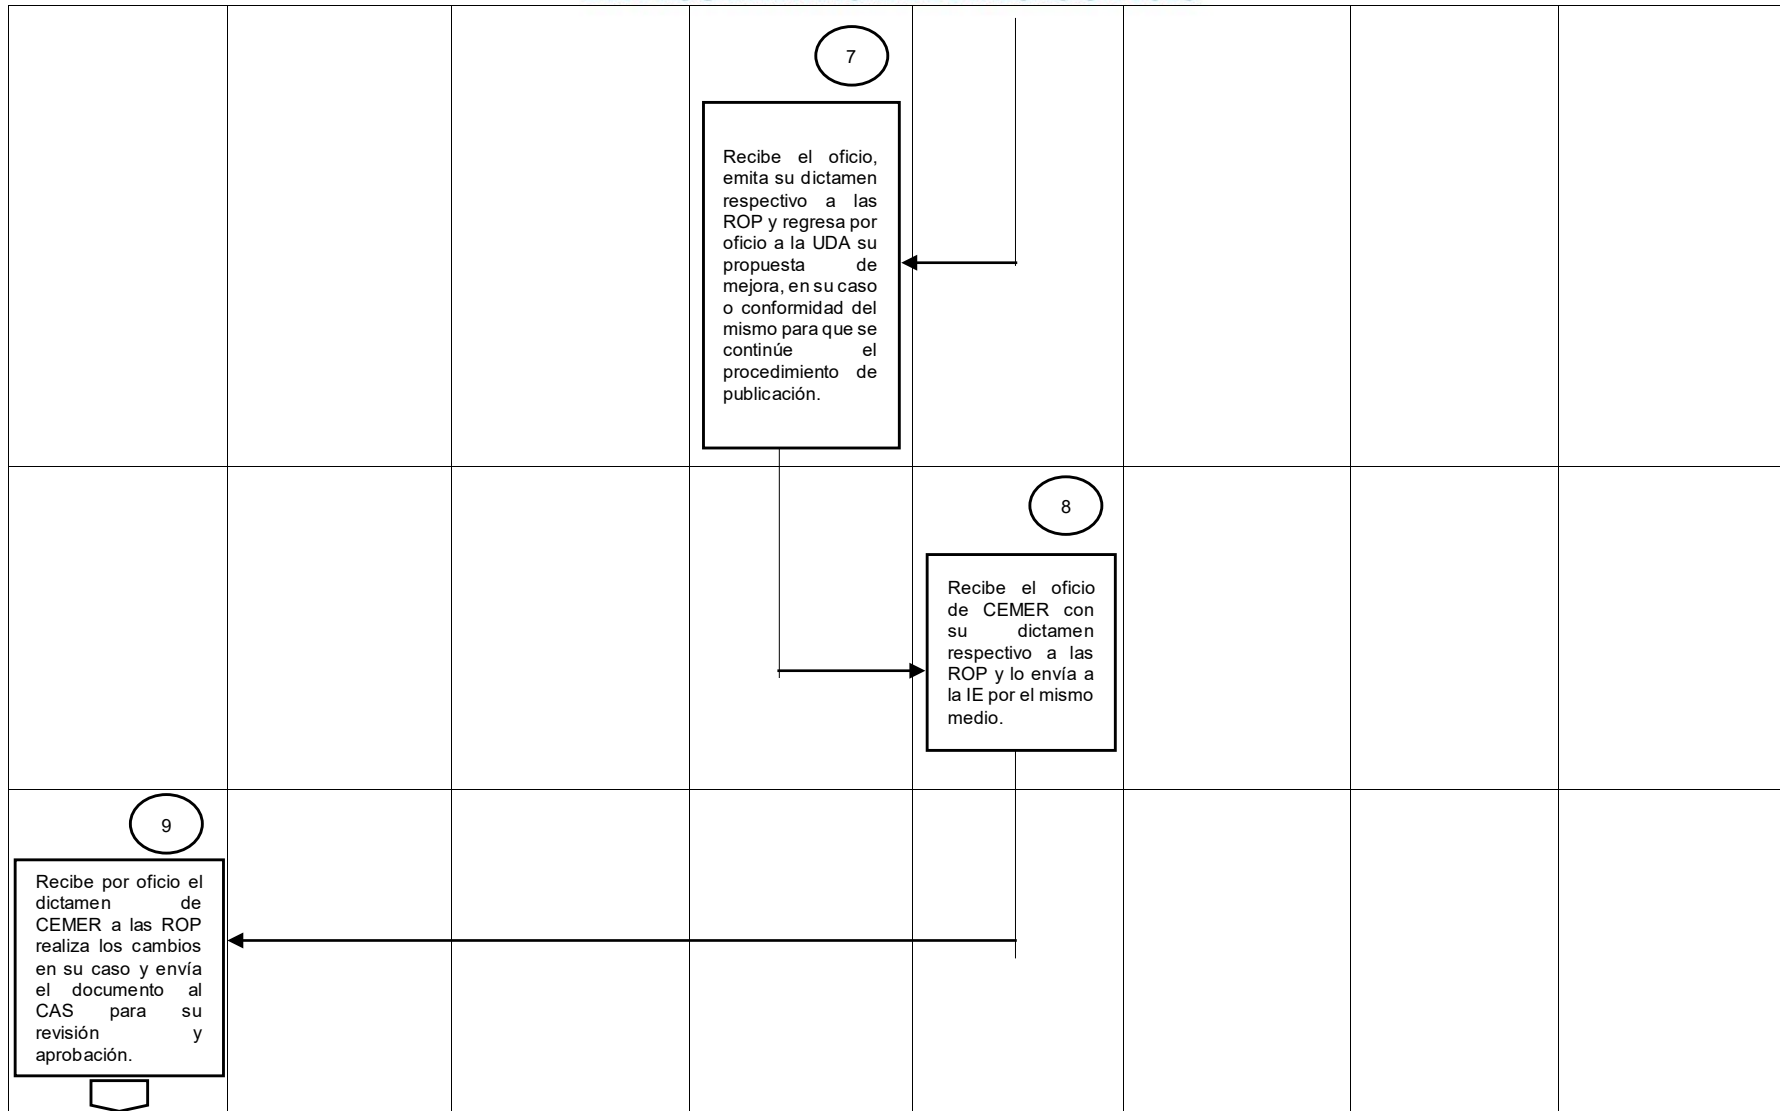 7
Recibe el oficio,
emita su dictamen
respectivo a las
ROP y regresa por
oficio a la UDA su
propuesta de
mejora, en su caso
o conformidad del
mismo para que se
continúe el
procedimiento de
publicación.
8
Recibe el oficio
de CEMER con
su dictamen
respectivo a las
ROP y lo envía a
la IE por el mismo
medio.
9
Recibe por oficio el
dictamen de
CEMER a las ROP
realiza los cambios
en su caso y envía
el documento al
CAS para su
revisión y
aprobación.